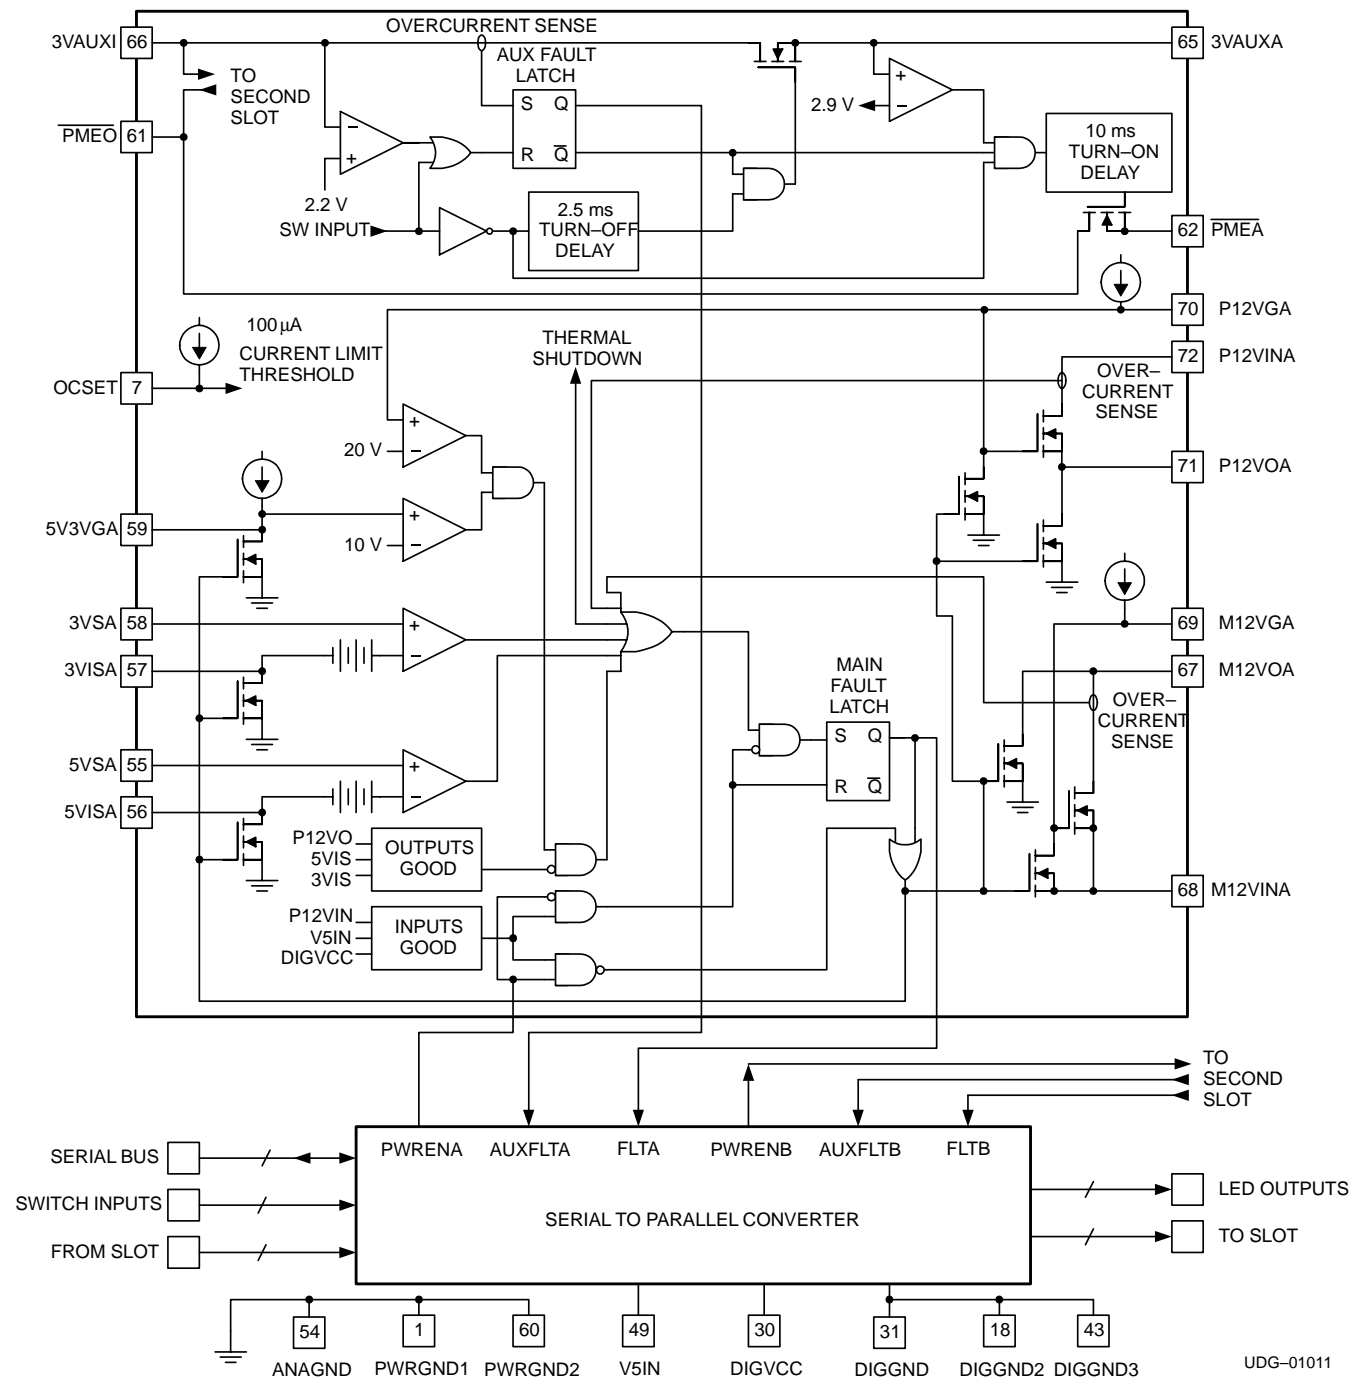 OVERCURRENT SENSE
3VAUXI 66
65 3VAUXA
AUX FAULT
LATCH
TO
SECOND
SLOT
S Q
R Q̅
2.9 V
+
−
P̅M̅E̅O̅ 61
−
+
2.2 V
10 ms
TURN–ON
DELAY
SW INPUT
2.5 ms
TURN–OFF
DELAY
62 P̅M̅E̅A̅
70 P12VGA
100 µA
CURRENT LIMIT
THRESHOLD
THERMAL
SHUTDOWN
72 P12VINA
OVER–
CURRENT
SENSE
OCSET 7
+
20 V −
71 P12VOA
5V3VGA 59
+
10 V −
3VSA 58
+
−
69 M12VGA
3VISA 57
67 M12VOA
MAIN
FAULT
LATCH
OVER–
CURRENT
SENSE
S Q
R Q̅
5VSA 55
+
−
5VISA 56
P12VO
5VIS
3VIS
OUTPUTS
GOOD
68 M12VINA
P12VIN
V5IN
DIGVCC
INPUTS
GOOD
TO
SECOND
SLOT
PWRENA AUXFLTA FLTA PWRENB AUXFLTB FLTB
SERIAL BUS
SWITCH INPUTS
FROM SLOT
SERIAL TO PARALLEL CONVERTER
LED OUTPUTS
TO SLOT
54 1 60 49 30 31 18 43
ANAGND PWRGND1 PWRGND2 V5IN DIGVCC DIGGND DIGGND2 DIGGND3
UDG–01011